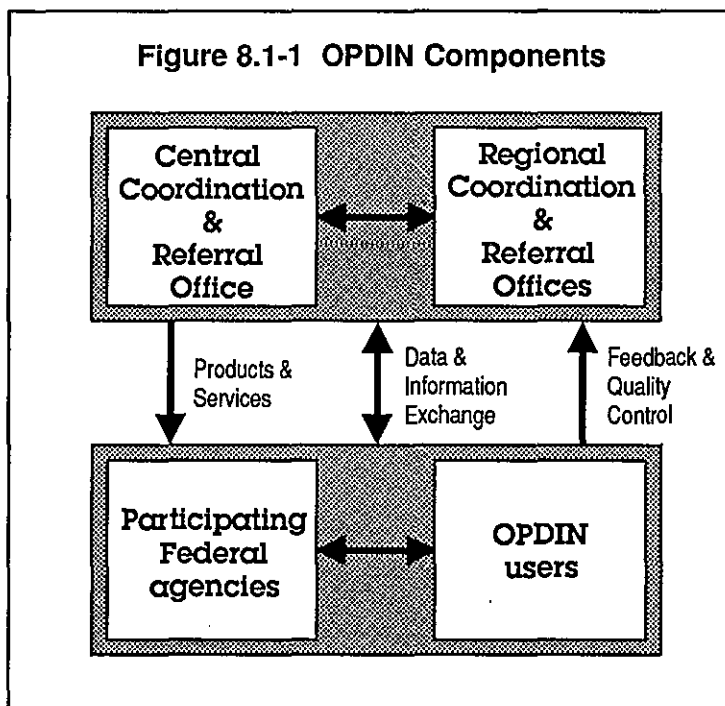 Figure 8.1-1 OPDIN Components
Central
Coordination
&
Referral
Office
Regional
Coordination
&
Referral
Offices
Products &
Services
Data &
Information
Exchange
Feedback &
Quality
Control
Participating
Federal
agencies
OPDIN
users